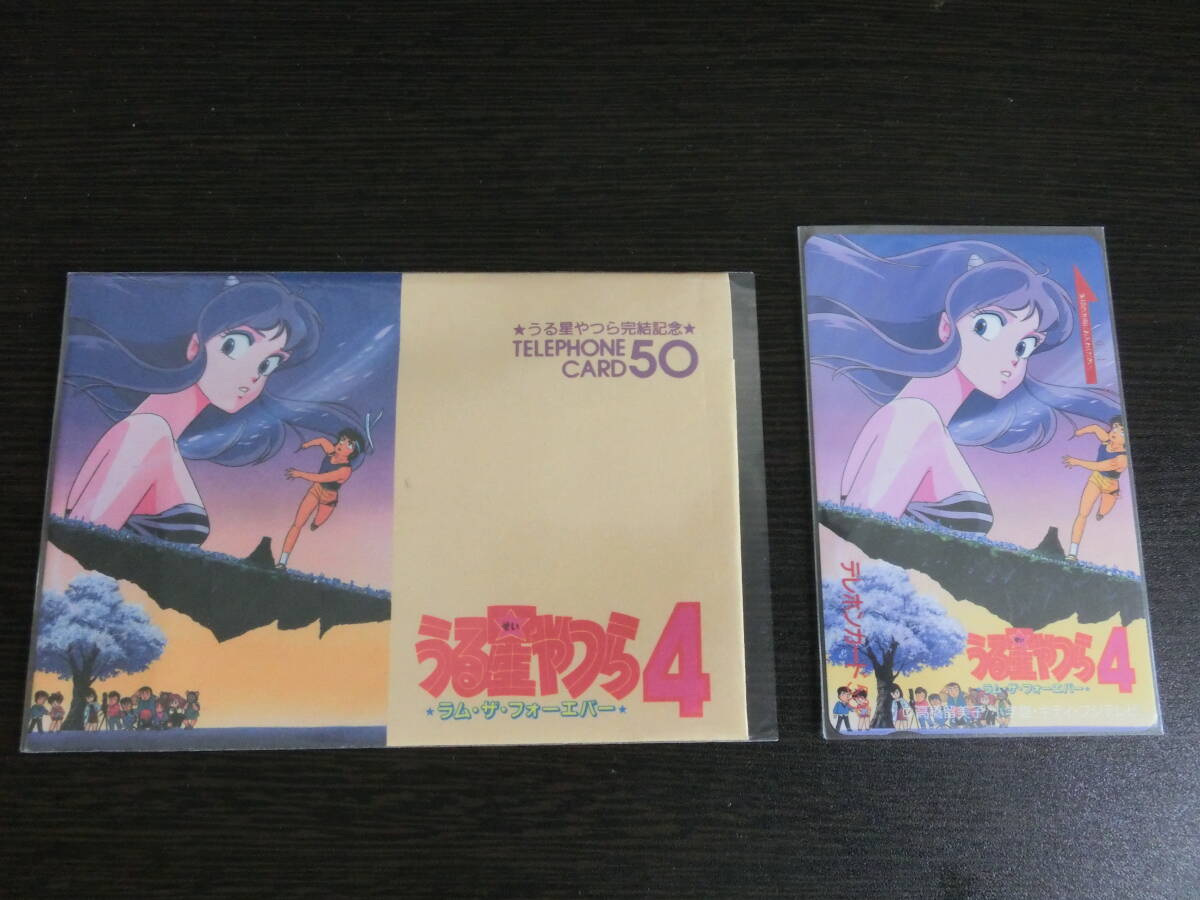 ★うる星やつら完結記念★
TELEPHONE
CARD 50
うる星やつら4
せい
★ラム・ザ・フォーエバー★
テレホンカード
うる星やつら4
ラム・ザ・フォーエバー